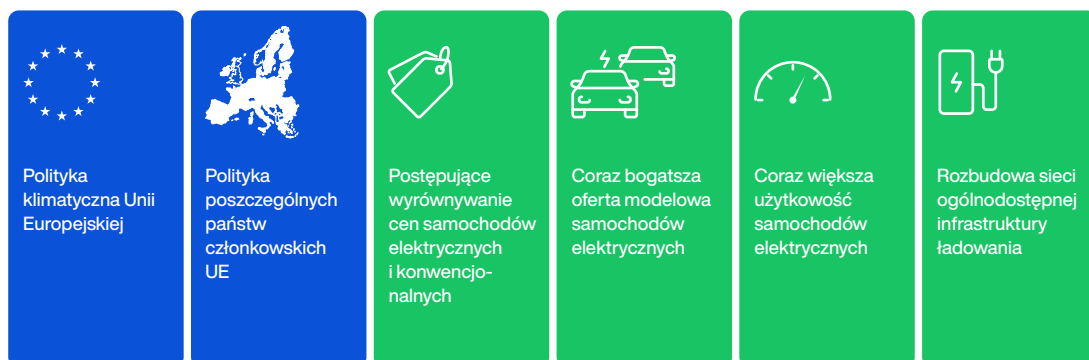 Polityka
klimatyczna Unii
Europejskiej
Polityka
poszczególnych
państw
członkowskich
UE
Postępujące
wyrównywanie
cen samochodów
elektrycznych
i konwencjo-
nalnych
Coraz bogatsza
oferta modelowa
samochodów
elektrycznych
Coraz większa
użytkowość
samochodów
elektrycznych
Rozbudowa sieci
ogólnodostępnej
infrastruktury
ładowania